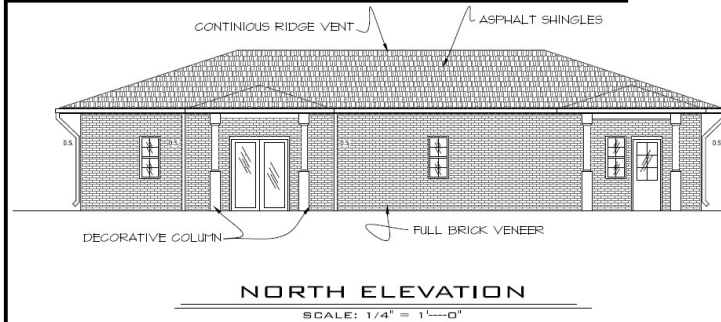 CONTINIOUS RIDGE VENT
ASPHALT SHINGLES
D.S.
D.S.
D.S.
D.S.
DECORATIVE COLUMN
FULL BRICK VENEER
NORTH ELEVATION
SCALE: 1/4" = 1'----0"